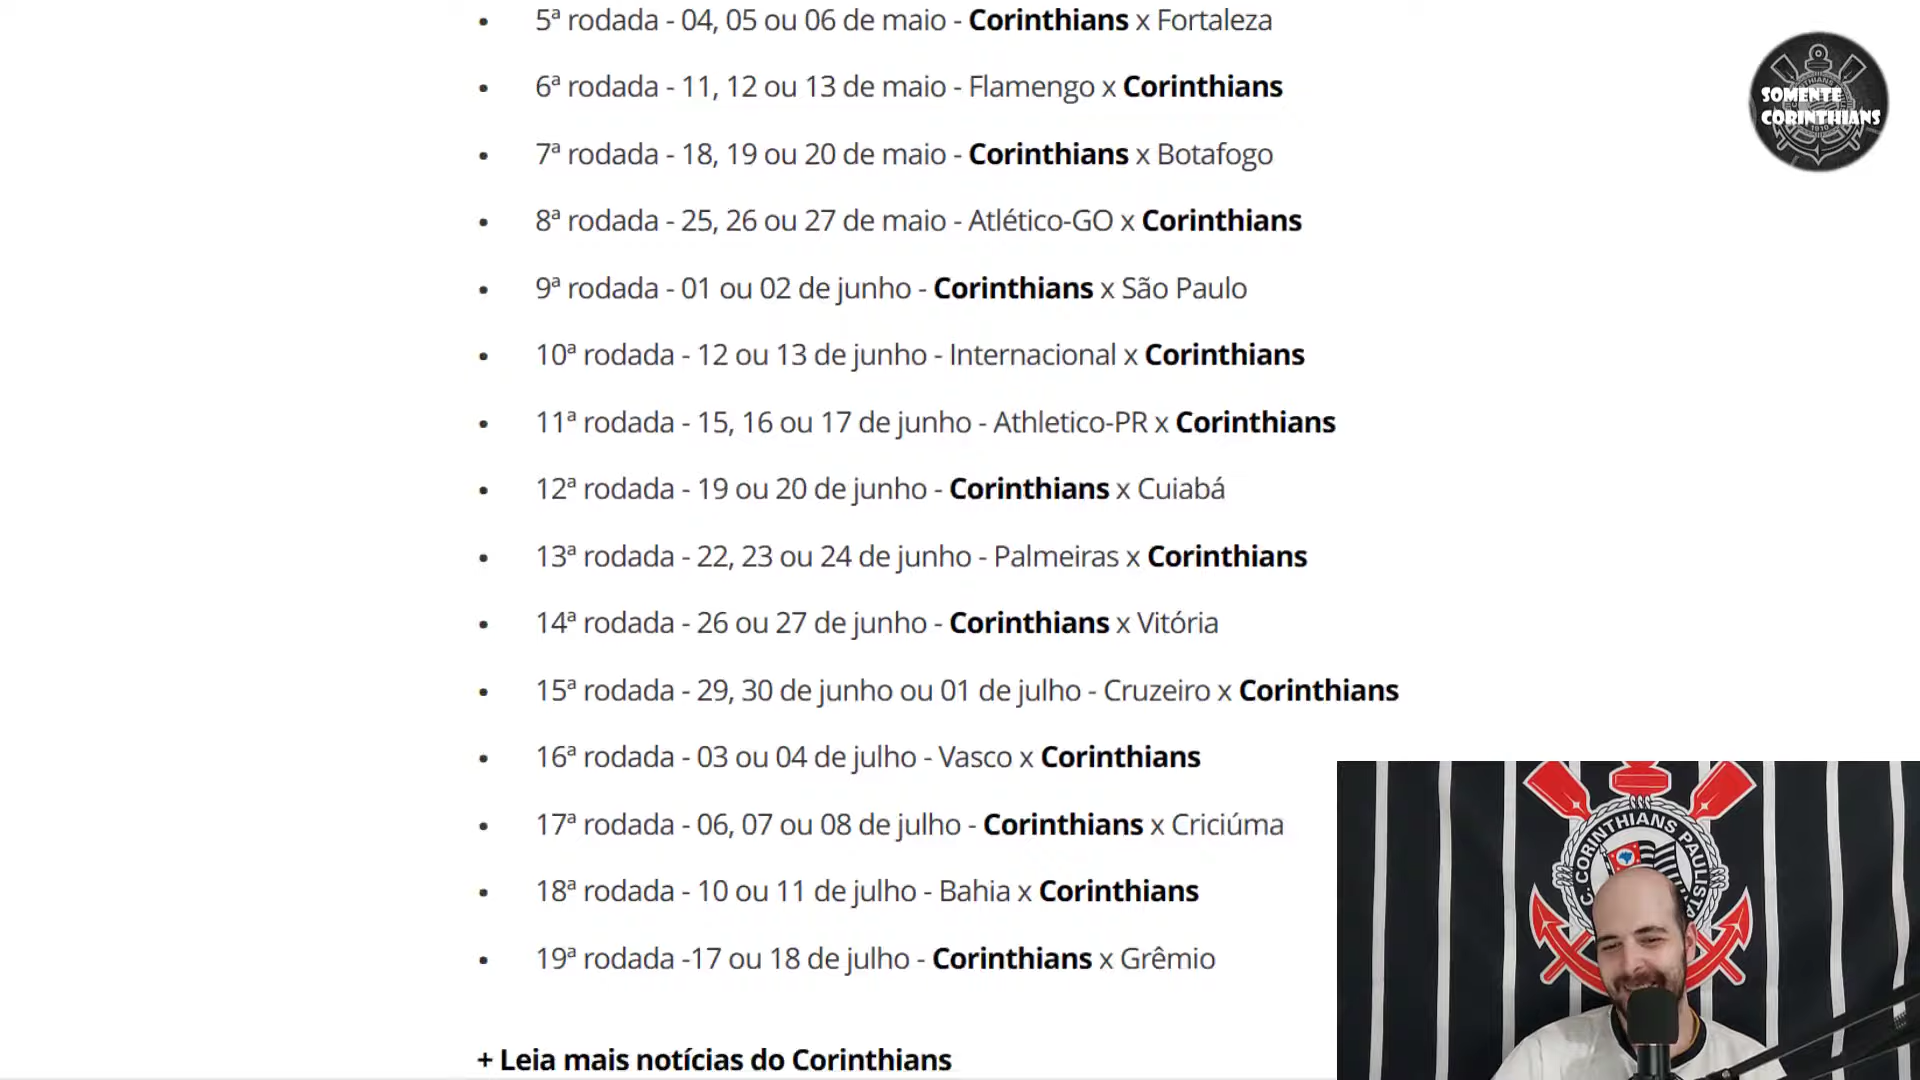 5ª rodada - 04, 05 ou 06 de maio - Corinthians x Fortaleza
6ª rodada - 11, 12 ou 13 de maio - Flamengo x Corinthians
7ª rodada - 18, 19 ou 20 de maio - Corinthians x Botafogo
8ª rodada - 25, 26 ou 27 de maio - Atlético-GO x Corinthians
9ª rodada - 01 ou 02 de junho - Corinthians x São Paulo
10ª rodada - 12 ou 13 de junho - Internacional x Corinthians
11ª rodada - 15, 16 ou 17 de junho - Athletico-PR x Corinthians
12ª rodada - 19 ou 20 de junho - Corinthians x Cuiabá
13ª rodada - 22, 23 ou 24 de junho - Palmeiras x Corinthians
14ª rodada - 26 ou 27 de junho - Corinthians x Vitória
15ª rodada - 29, 30 de junho ou 01 de julho - Cruzeiro x Corinthians
16ª rodada - 03 ou 04 de julho - Vasco x Corinthians
17ª rodada - 06, 07 ou 08 de julho - Corinthians x Criciúma
18ª rodada - 10 ou 11 de julho - Bahia x Corinthians
19ª rodada -17 ou 18 de julho - Corinthians x Grêmio
+ Leia mais notícias do Corinthians
SOMENTE
CORINTHIANS
C. CORINTHIANS PAULISTA